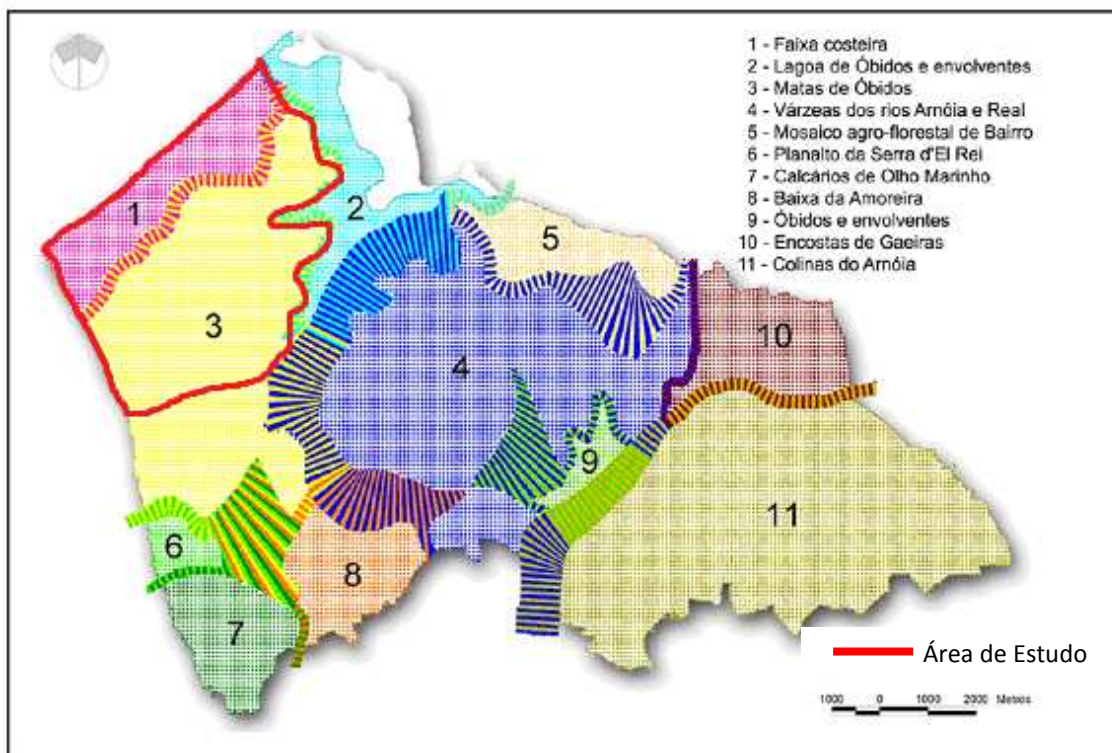 1 - Faixa costeira
2 - Lagoa de Óbidos e envolventes
3 - Matas de Óbidos
4 - Várzeas dos rios Arnóia e Real
5 - Mosaico agro-florestal de Bairro
6 - Planalto da Serra d'El Rei
7 - Calcários de Olho Marinho
8 - Baixa da Amoreira
9 - Óbidos e envolventes
10 - Encostas de Gaeiras
11 - Colinas do Arnóia
1
2
5
3
10
4
9
11
6
8
7
Área de Estudo
1000 0 1000 2000 Metros